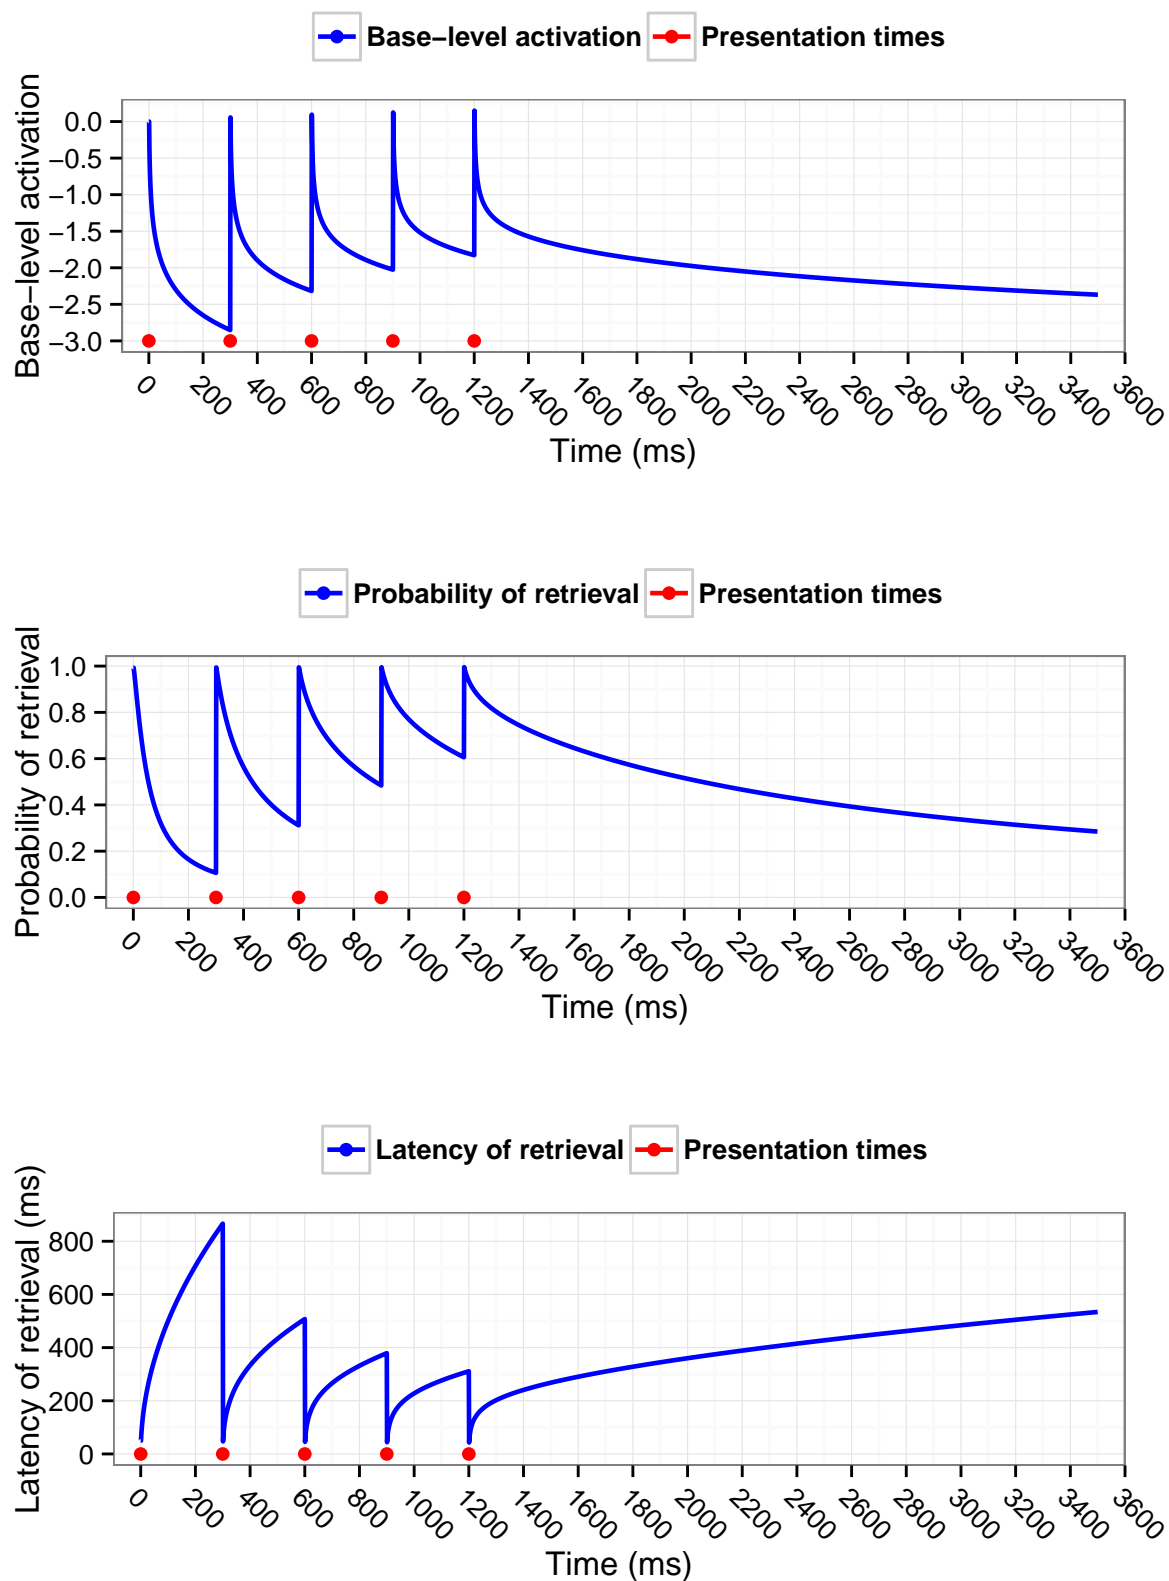 Base−level activation Presentation times
Base−level activation
0.0
−0.5
−1.0
−1.5
−2.0
−2.5
−3.0
0 200 400 600 800 1000 1200 1400 1600 1800 2000 2200 2400 2600 2800 3000 3200 3400 3600
Time (ms)
Probability of retrieval Presentation times
Probability of retrieval
1.0
0.8
0.6
0.4
0.2
0.0
0 200 400 600 800 1000 1200 1400 1600 1800 2000 2200 2400 2600 2800 3000 3200 3400 3600
Time (ms)
Latency of retrieval Presentation times
Latency of retrieval (ms)
800
600
400
200
0
0 200 400 600 800 1000 1200 1400 1600 1800 2000 2200 2400 2600 2800 3000 3200 3400 3600
Time (ms)